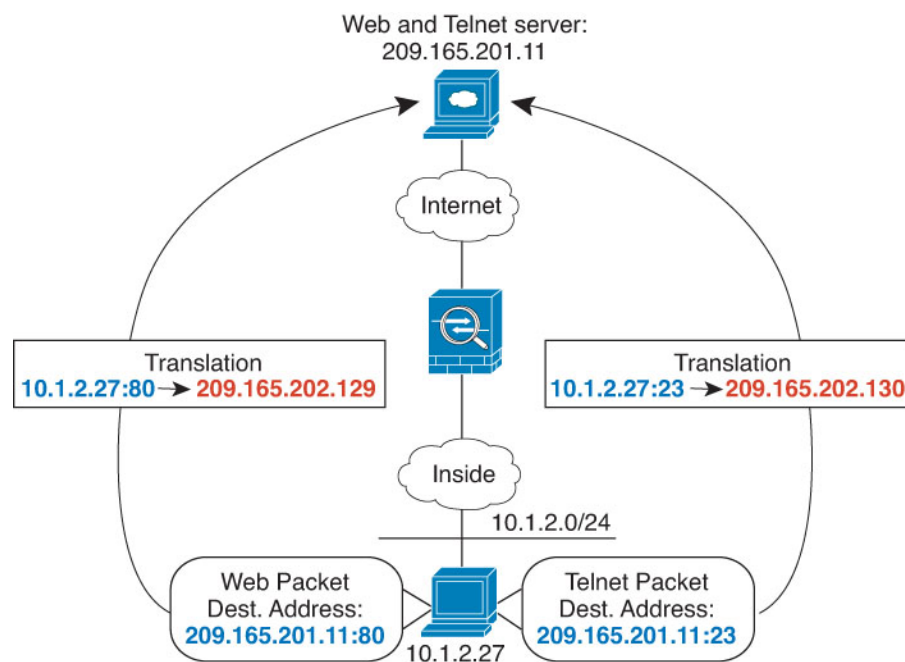 Web and Telnet server:
209.165.201.11
Internet
Translation
10.1.2.27:80 209.165.202.129
Translation
10.1.2.27:23 209.165.202.130
Inside
10.1.2.0/24
Web Packet
Dest. Address:
209.165.201.11:80
Telnet Packet
Dest. Address:
209.165.201.11:23
10.1.2.27